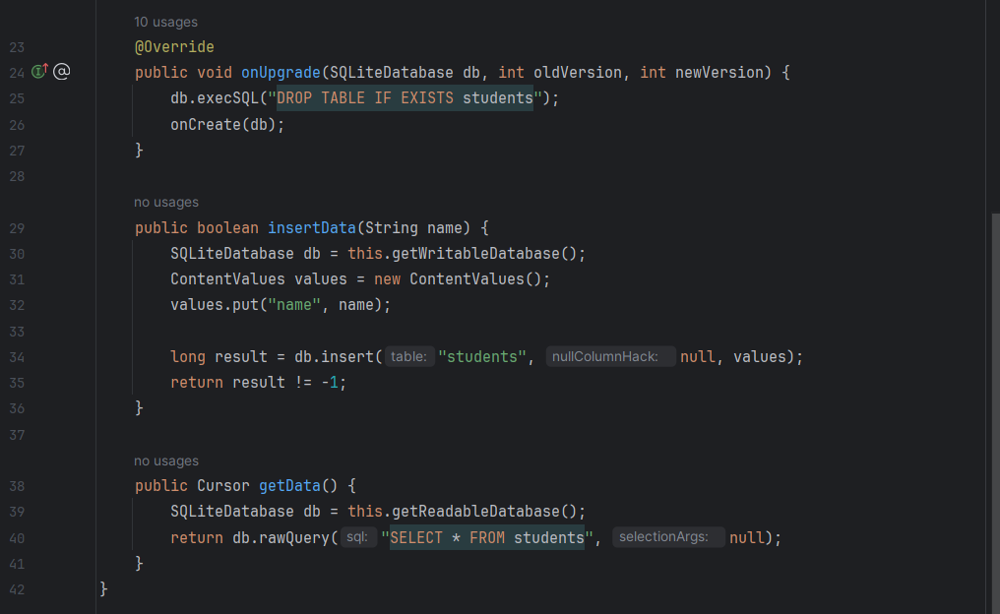 10 usages
23 @Override
24 public void onUpgrade(SQLiteDatabase db, int oldVersion, int newVersion) {
25 db.execSQL("DROP TABLE IF EXISTS students");
26 onCreate(db);
27 }
28
no usages
29 public boolean insertData(String name) {
30 SQLiteDatabase db = this.getWritableDatabase();
31 ContentValues values = new ContentValues();
32 values.put("name", name);
33
34 long result = db.insert( table: "students", nullColumnHack: null, values);
35 return result != -1;
36 }
37
no usages
38 public Cursor getData() {
39 SQLiteDatabase db = this.getReadableDatabase();
40 return db.rawQuery( sql: "SELECT * FROM students", selectionArgs: null);
41 }
42 }